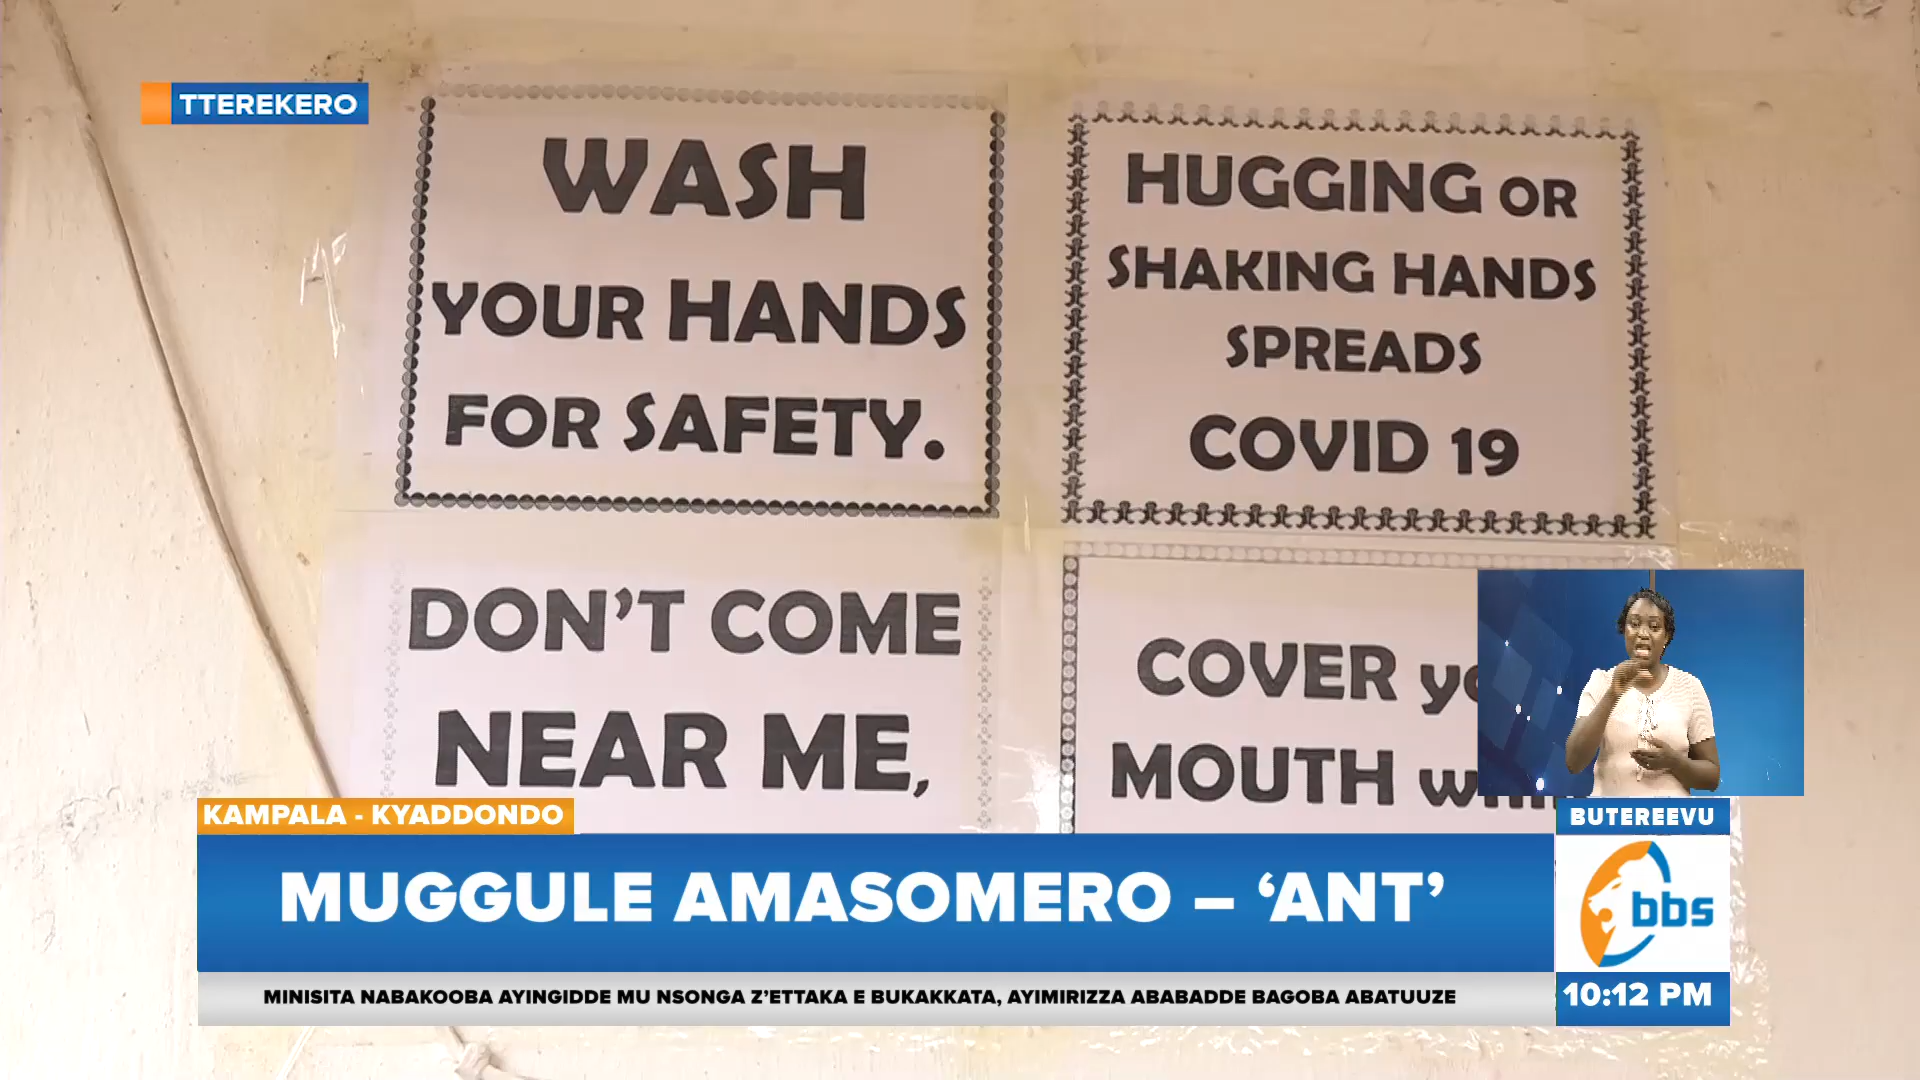 TTEREKERO
WASH
YOUR HANDS
FOR SAFETY.
HUGGING OR
SHAKING HANDS
SPREADS
COVID 19
DON'T COME
NEAR ME,
COVER
MOUTH
KAMPALA - KYADDONDO
BUTEREEVU
MUGGULE AMASOMERO – ‘ANT’
bbs
MINISITA NABAKOOBA AYINGIDDE MU NSONGA Z'ETTAKA E BUKAKKATA, AYIMIRIZZA ABABADDE BAGOBA ABATUUZE
10:12 PM